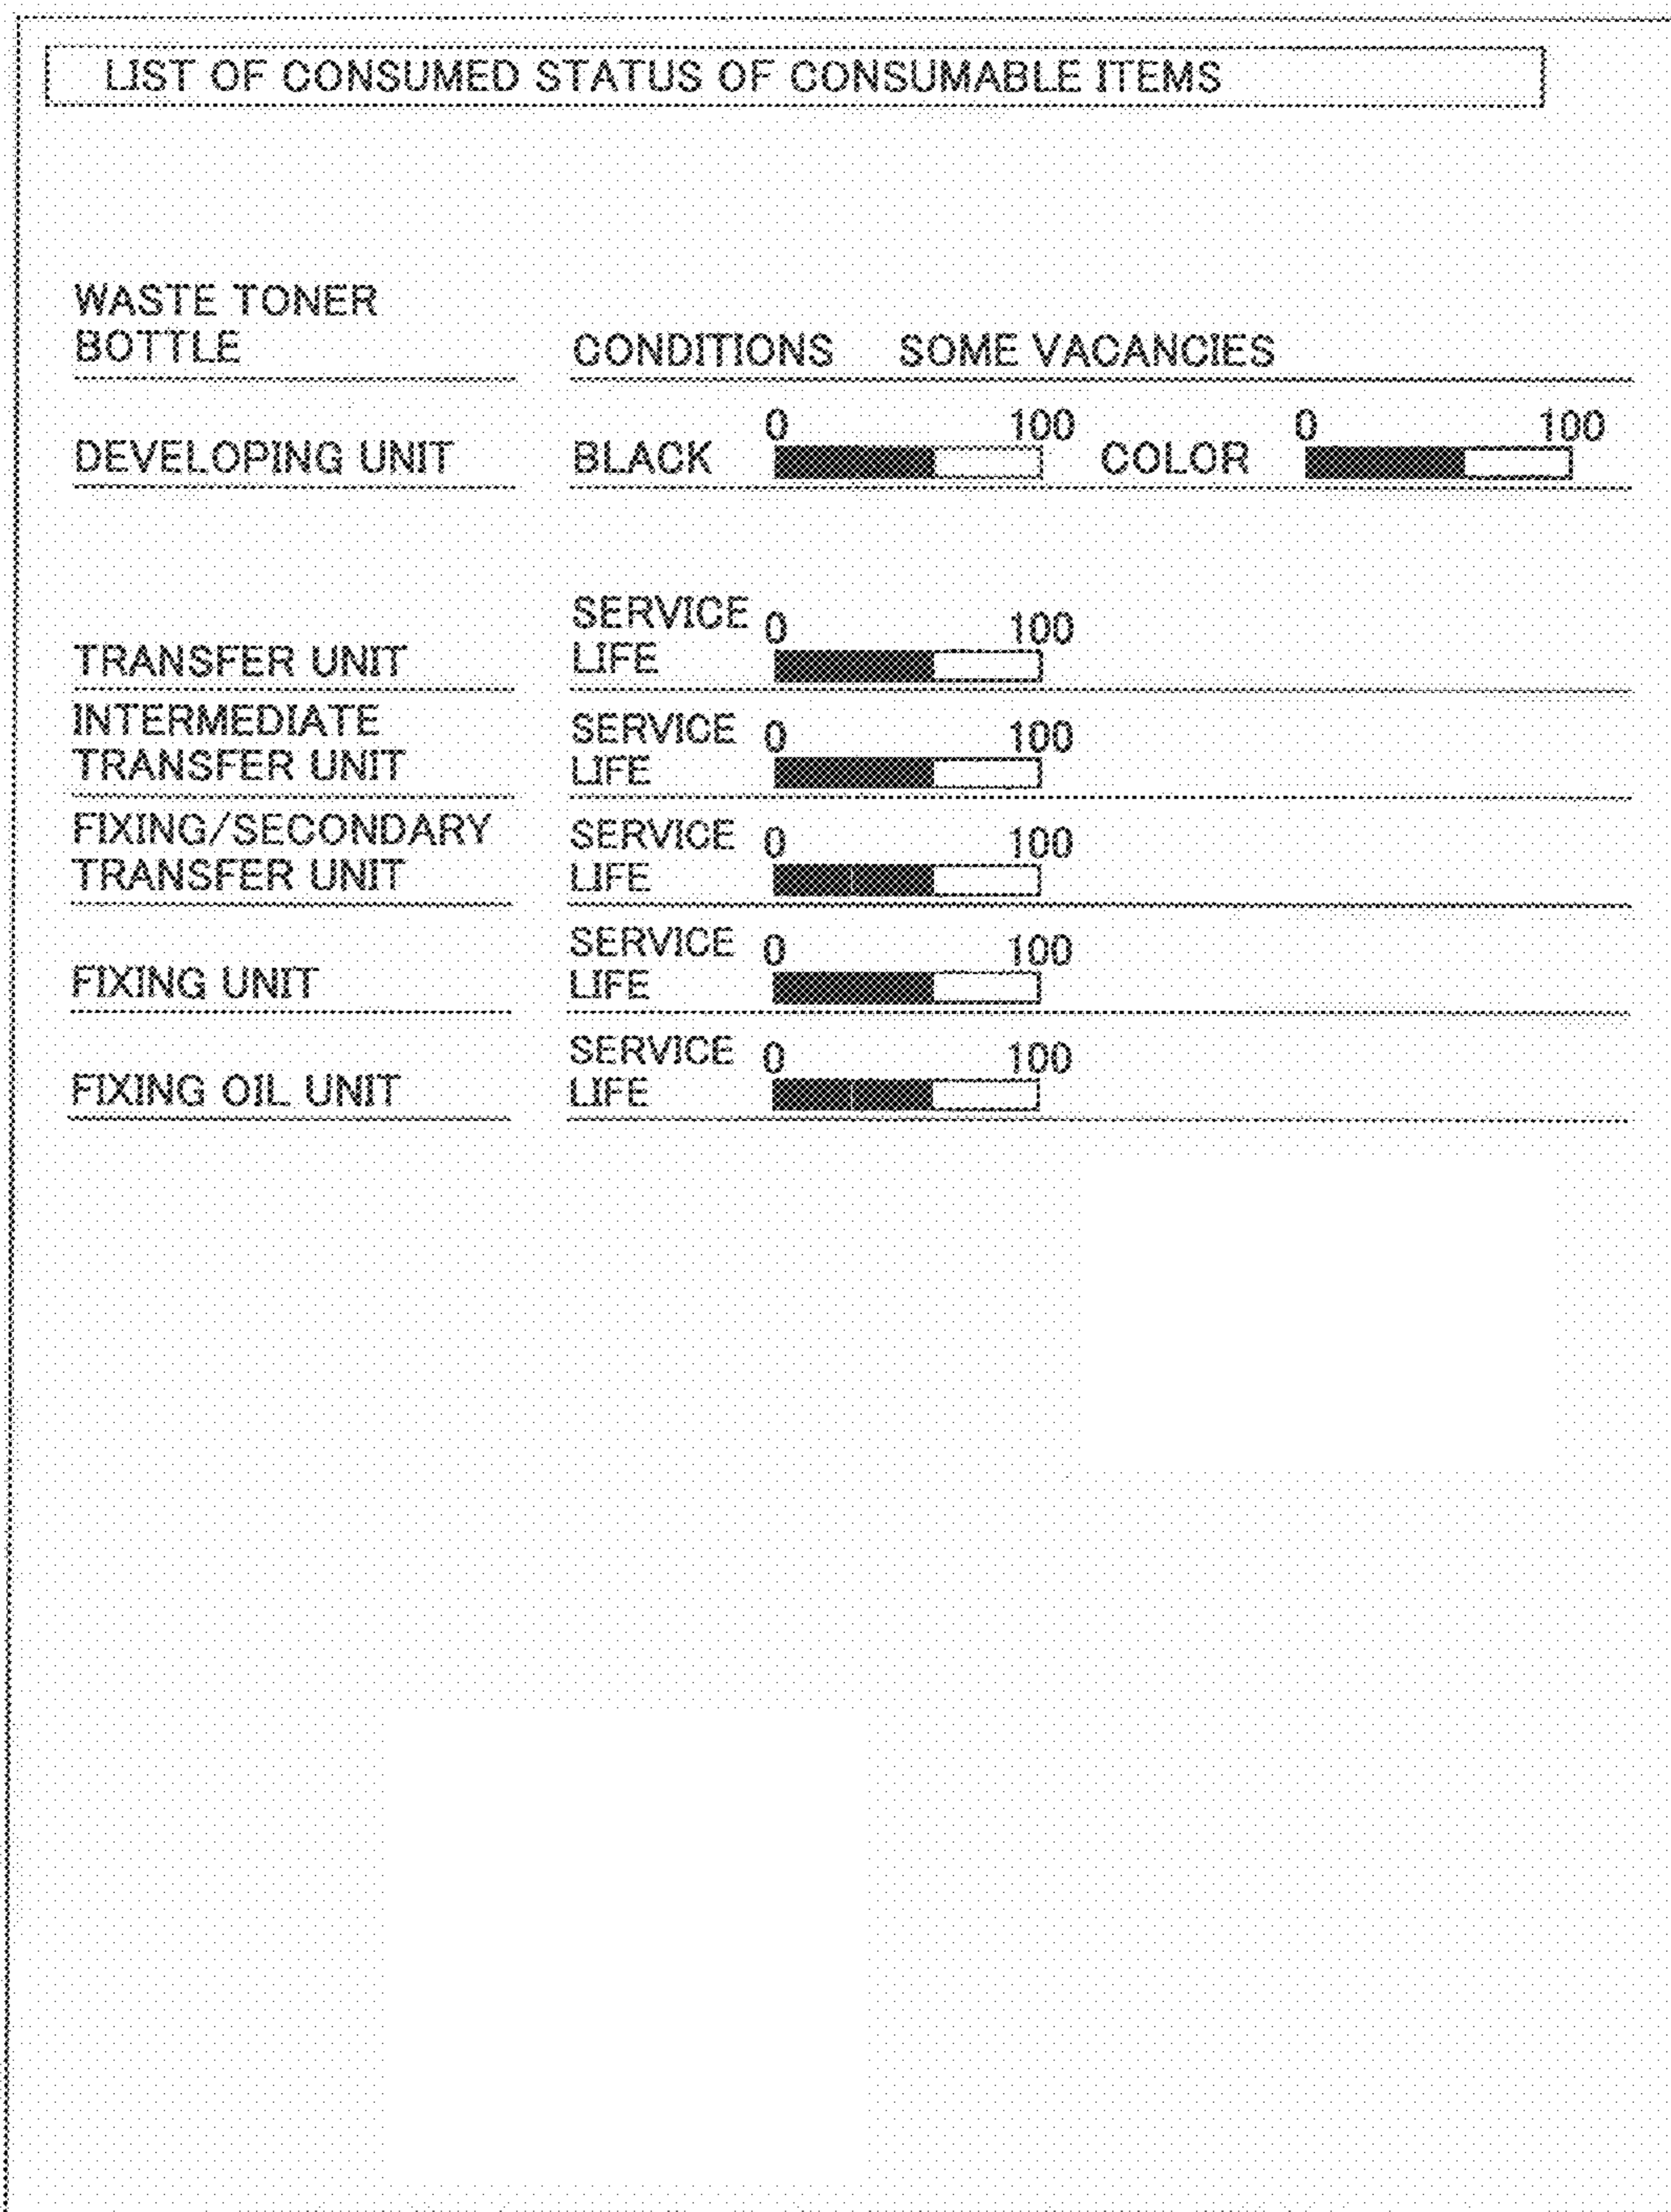 LIST OF CONSUMED STATUS OF CONSUMABLE ITEMS
WASTE TONER
BOTTLE
CONDITIONS SOME VACANCIES
DEVELOPING UNIT
BLACK 0 100 COLOR 0 100
TRANSFER UNIT
SERVICE
LIFE 0 100
INTERMEDIATE
TRANSFER UNIT
SERVICE
LIFE 0 100
FIXING/SECONDARY
TRANSFER UNIT
SERVICE
LIFE 0 100
FIXING UNIT
SERVICE
LIFE 0 100
FIXING OIL UNIT
SERVICE
LIFE 0 100